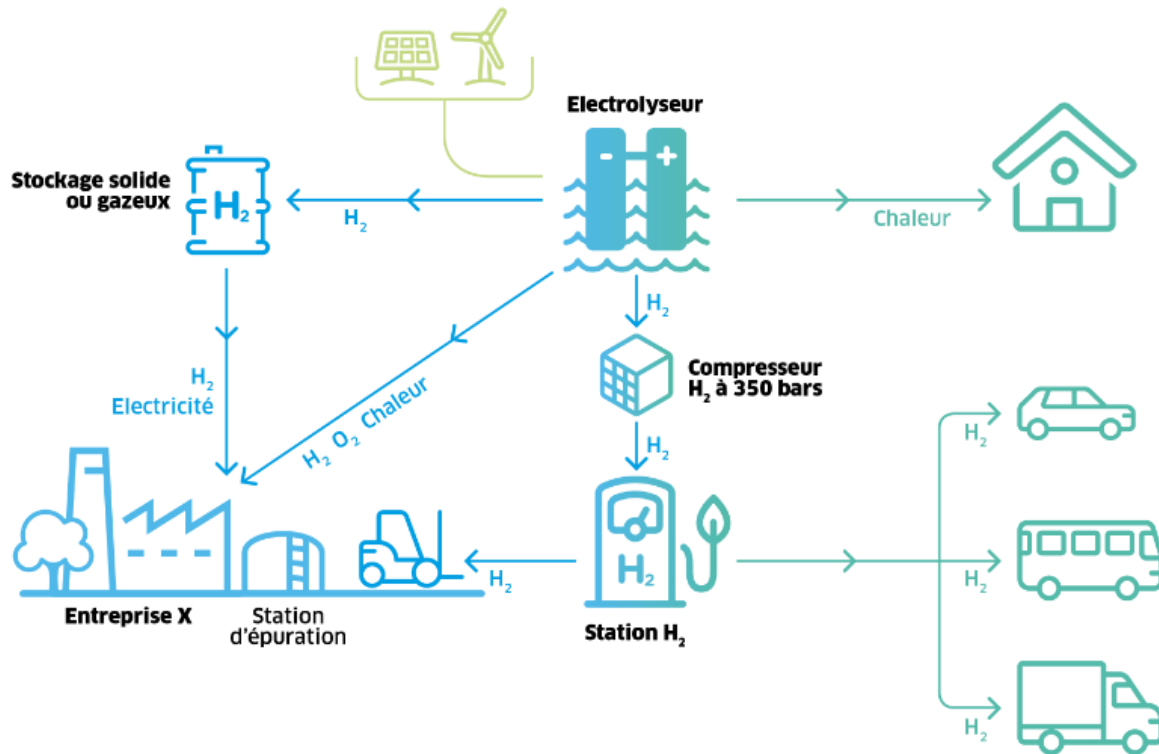 Electrolyseur
- +
Stockage solide
ou gazeux
H₂
H₂
Chaleur
H₂
Compresseur
H₂ à 350 bars
H₂
Electricité
H₂ O₂ Chaleur
H₂
H₂
H₂
H₂
H₂
H₂
Entreprise X
Station
d'épuration
Station H₂
H₂